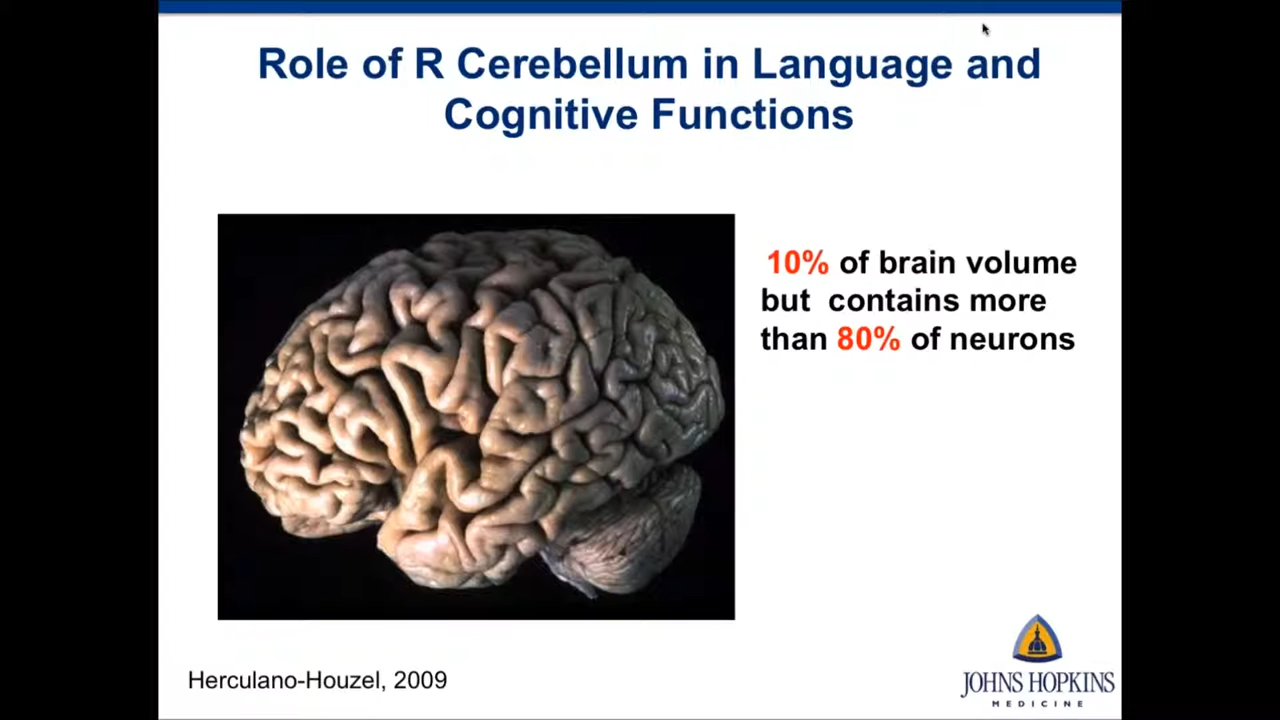 Role of R Cerebellum in Language and
Cognitive Functions
10% of brain volume
but contains more
than 80% of neurons
Herculano-Houzel, 2009
JOHNS HOPKINS
MEDICINE